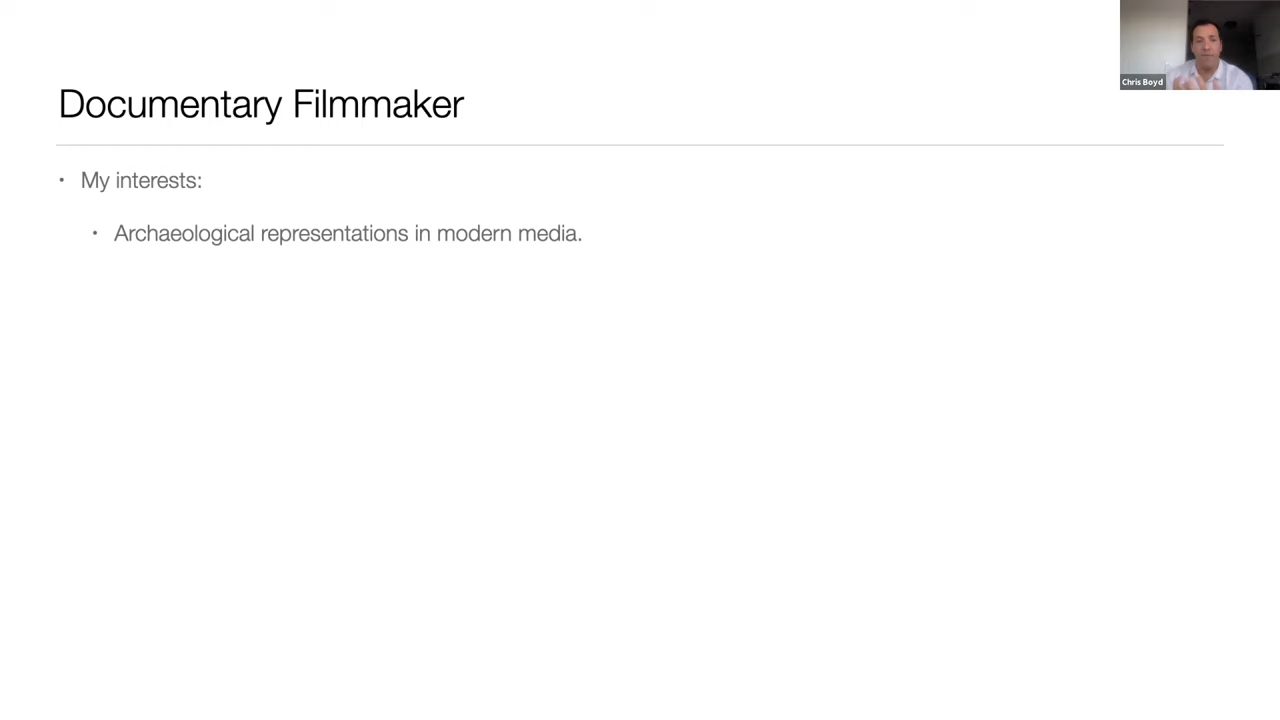 Chris Boyd
Documentary Filmmaker
• My interests:
• Archaeological representations in modern media.